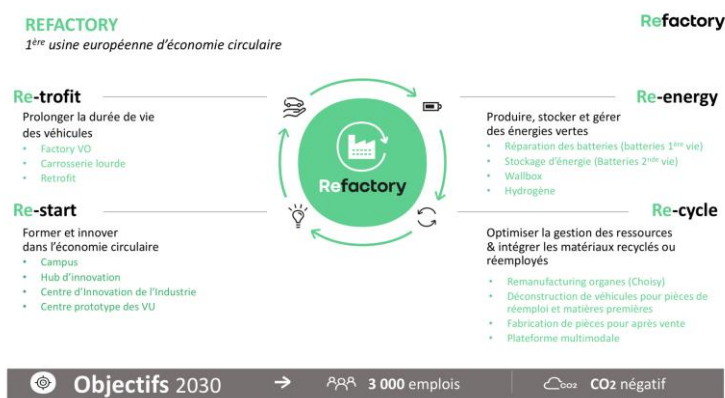 REFACTORY
1ère usine européenne d'économie circulaire
Refactory
Re-trofit
Prolonger la durée de vie
des véhicules
• Factory VO
• Carrosserie lourde
• Retrofit
Re-start
Former et innover
dans l'économie circulaire
• Campus
• Hub d'innovation
• Centre d'Innovation de l'Industrie
• Centre prototype des VU
Refactory
Re-energy
Produire, stocker et gérer
des énergies vertes
• Réparation des batteries (batteries 1ère vie)
• Stockage d'énergie (Batteries 2nde vie)
• Wallbox
• Hydrogène
Re-cycle
Optimiser la gestion des ressources
& intégrer les matériaux recyclés ou
réemployés
• Remanufacturing organes (Choisy)
• Déconstruction de véhicules pour pièces de
réemploi et matières premières
• Fabrication de pièces pour après vente
• Plateforme multimodale
Objectifs 2030 → 3 000 emplois CO2 CO2 négatif